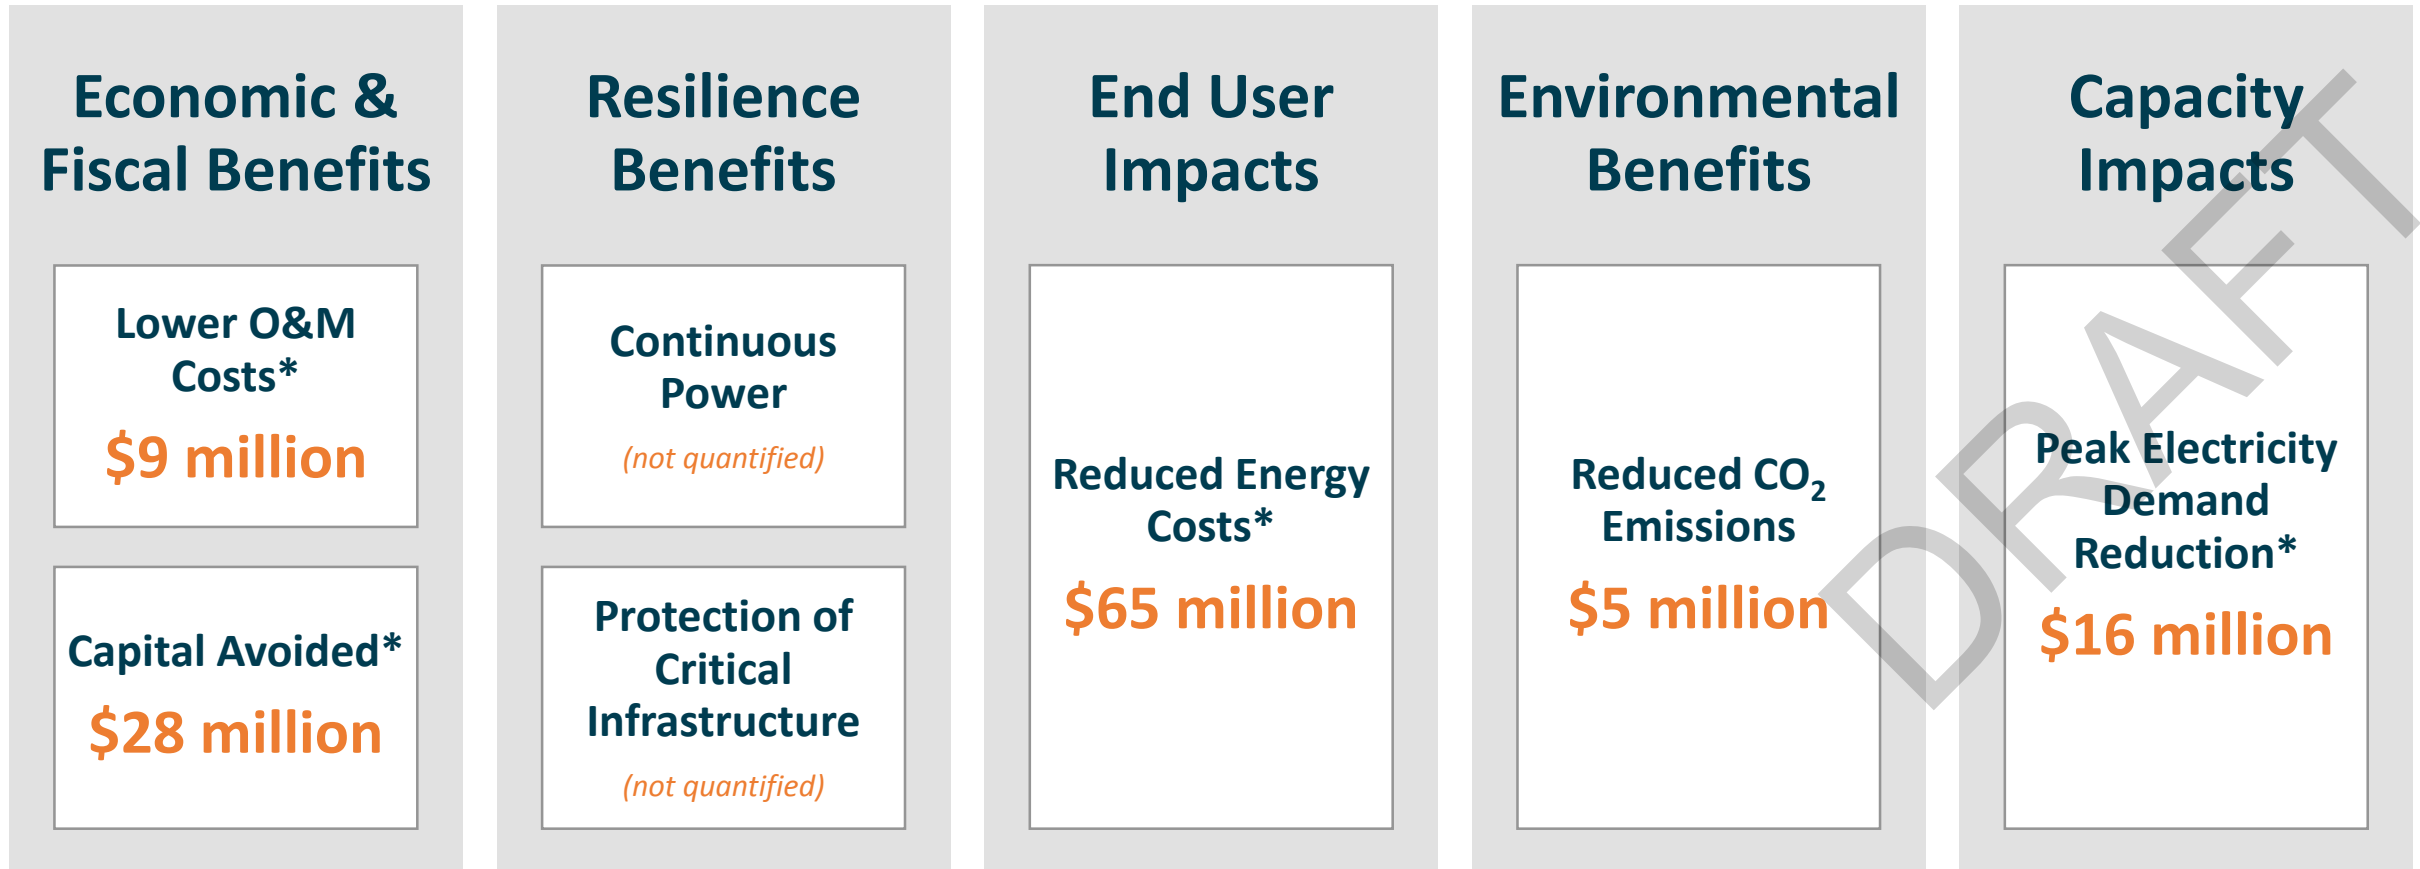 Economic &
Fiscal Benefits
Lower O&M
Costs*
$9 million
Capital Avoided*
$28 million
Resilience
Benefits
Continuous
Power
(not quantified)
Protection of
Critical
Infrastructure
(not quantified)
End User
Impacts
Reduced Energy
Costs*
$65 million
Environmental
Benefits
Reduced CO₂
Emissions
$5 million
Capacity
Impacts
Peak Electricity
Demand
Reduction*
$16 million
DRAFT